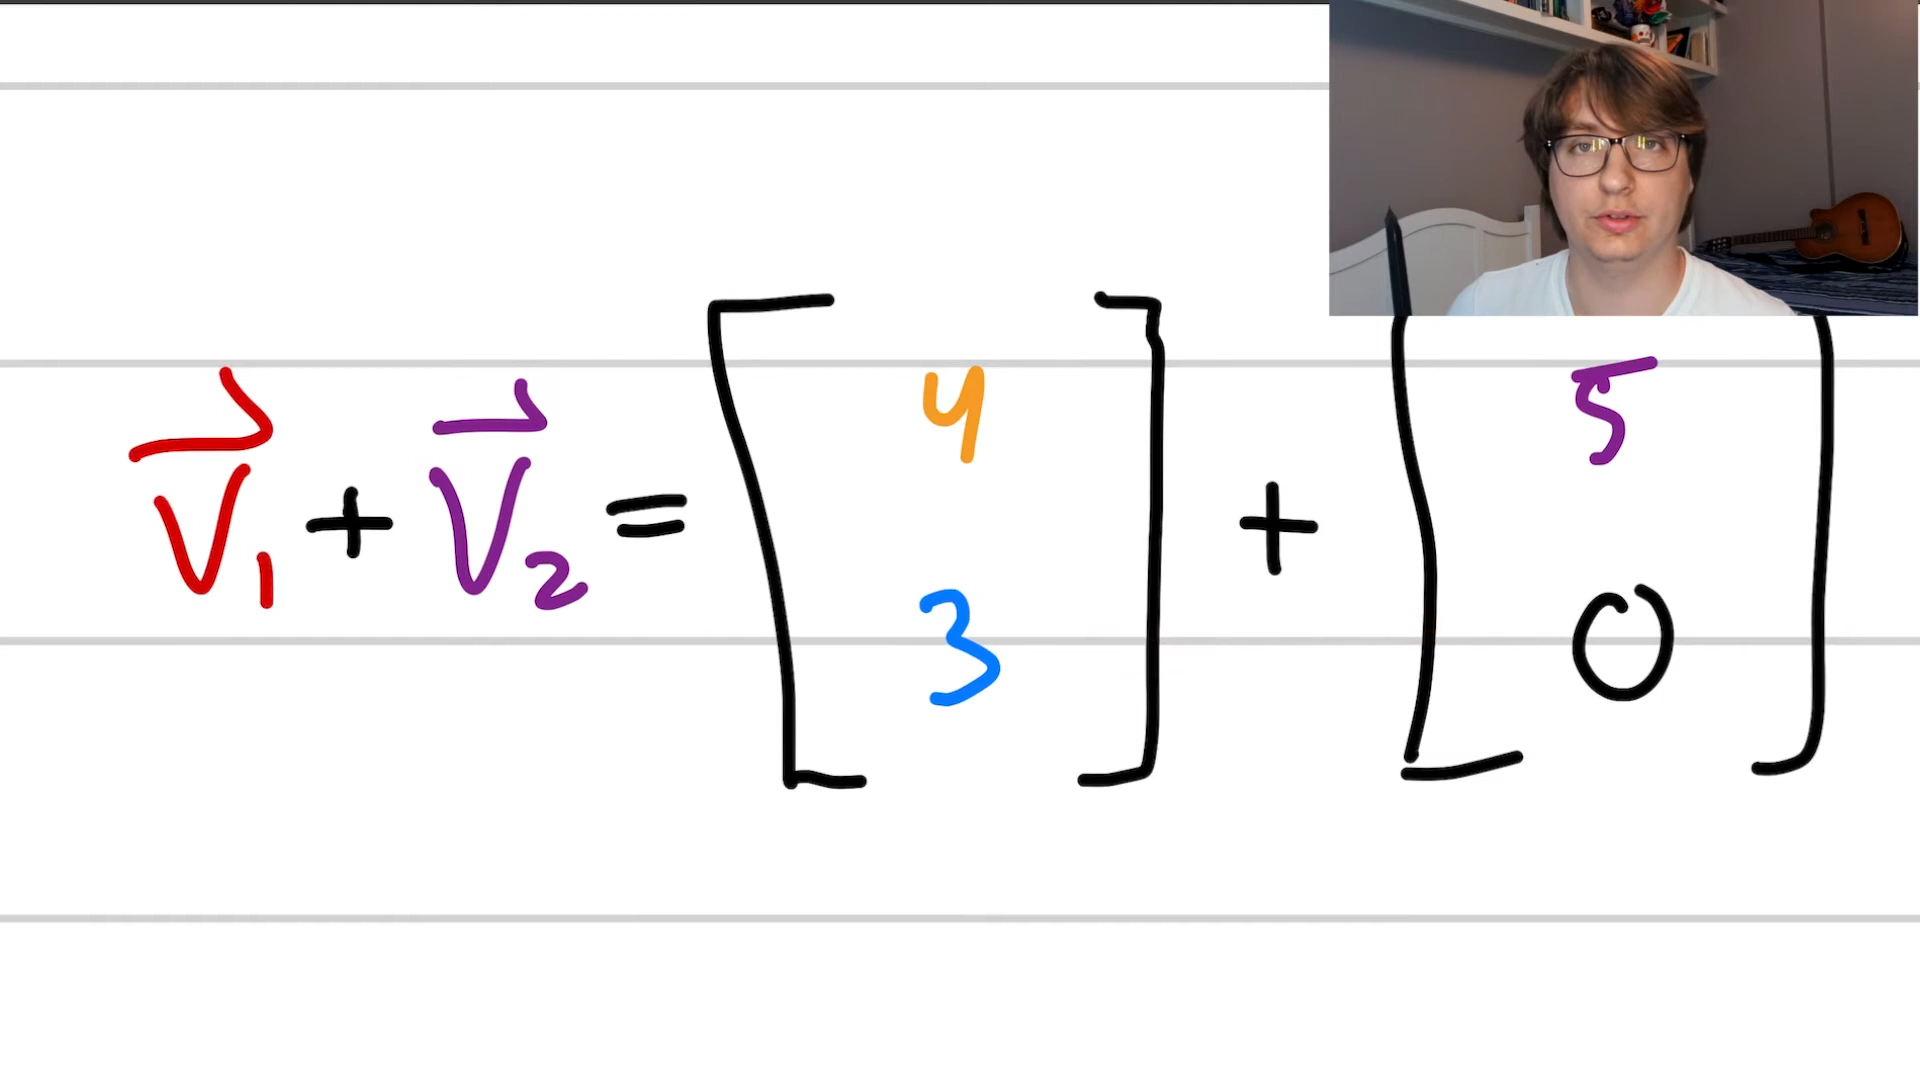 V⃗₁ + V⃗₂ = [4 3] + [5 0]